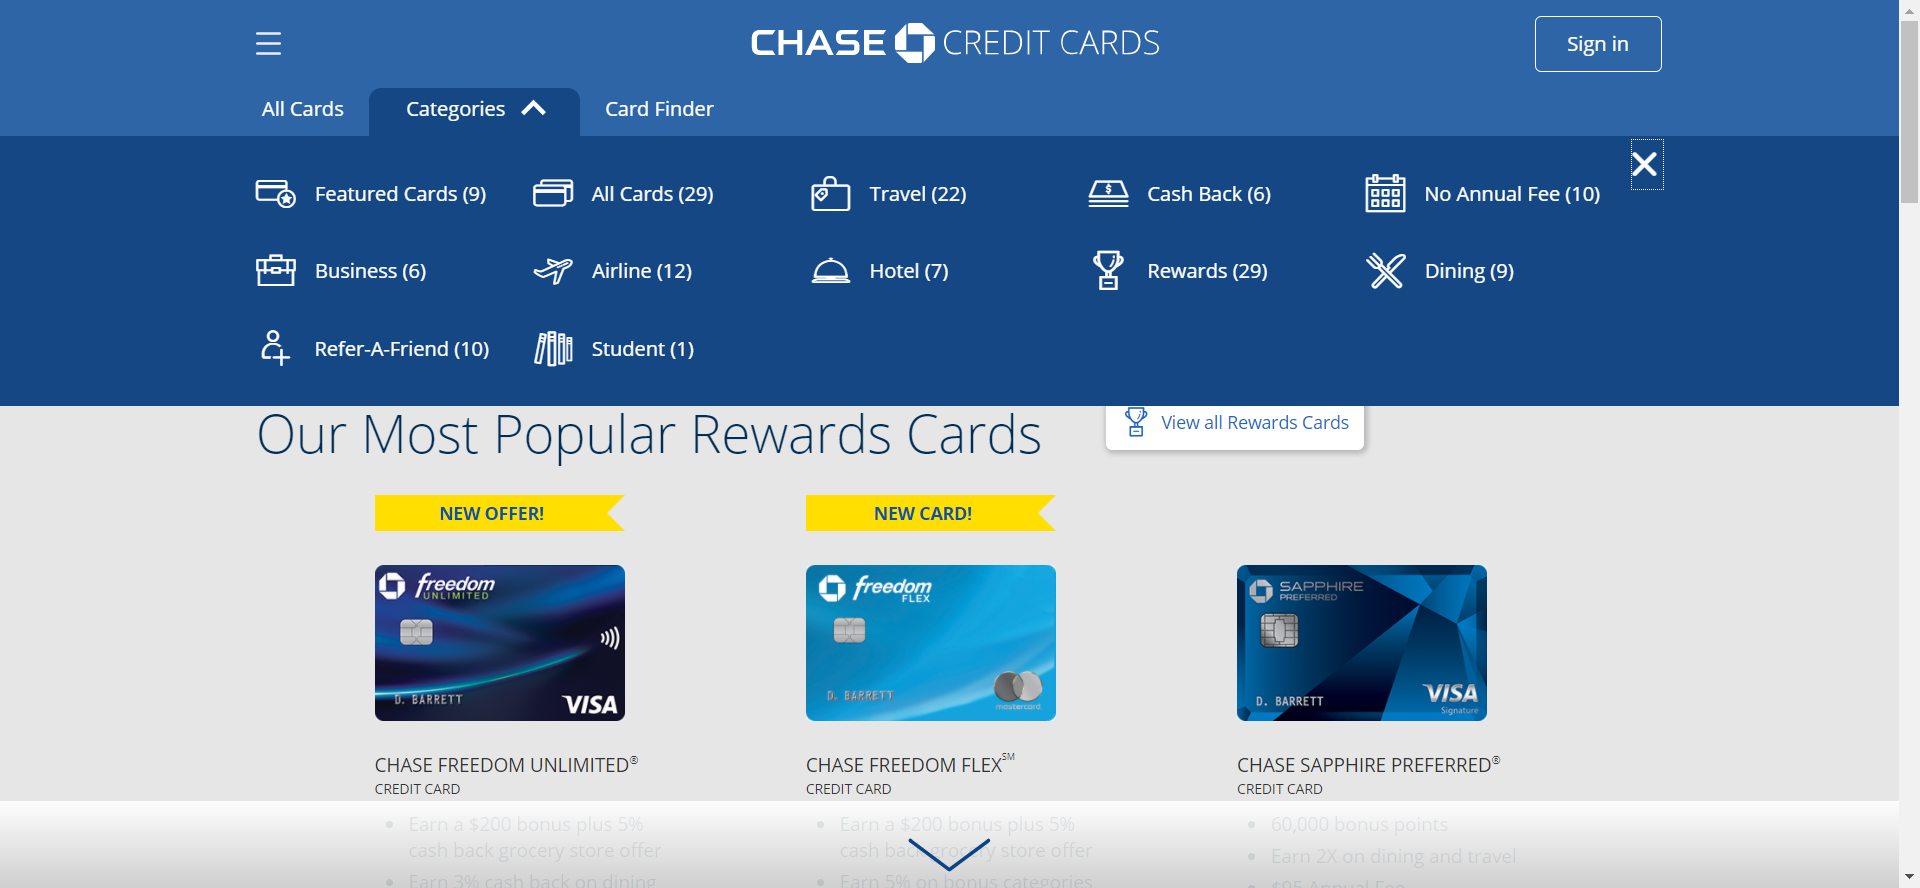 CHASE CREDIT CARDS
Sign in
All Cards
Categories
Card Finder
Featured Cards (9)
All Cards (29)
Travel (22)
Cash Back (6)
No Annual Fee (10)
Business (6)
Airline (12)
Hotel (7)
Rewards (29)
Dining (9)
Refer-A-Friend (10)
Student (1)
Our Most Popular Rewards Cards
View all Rewards Cards
NEW OFFER!
NEW CARD!
freedom
UNLIMITED
D. BARRETT
VISA
freedom
FLEX
D. BARRETT
mastercard
SAPPHIRE
PREFERRED
D. BARRETT
VISA
Signature
CHASE FREEDOM UNLIMITED®
CREDIT CARD
CHASE FREEDOM FLEX℠
CREDIT CARD
CHASE SAPPHIRE PREFERRED®
CREDIT CARD
• Earn a $200 bonus plus 5%
cash back grocery store offer
• Earn 3% cash back on dining
• Earn a $200 bonus plus 5%
cash back grocery store offer
• Earn 5% on bonus categories
• 60,000 bonus points
• Earn 2X on dining and travel
• $95 Annual Fee